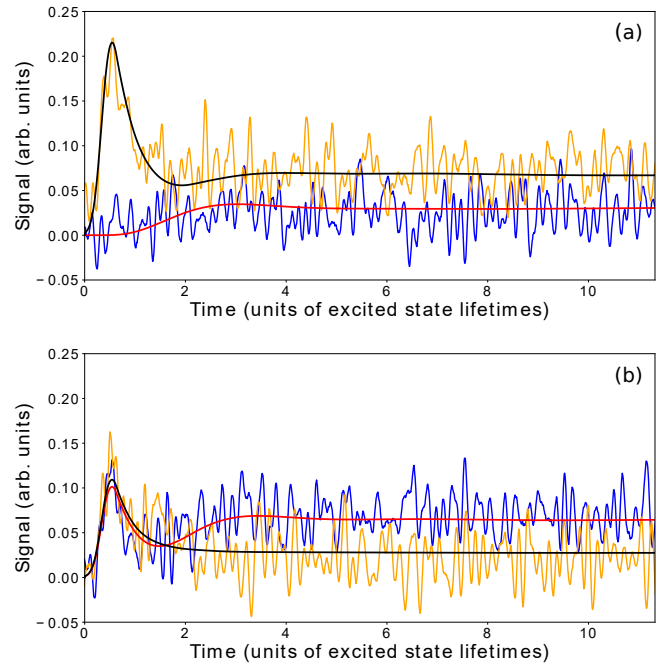 (a)
0.25
0.20
0.15
0.10
0.05
0.00
−0.05
Signal (arb. units)
0 2 4 6 8 10
Time (units of excited state lifetimes)
(b)
0.25
0.20
0.15
0.10
0.05
0.00
−0.05
Signal (arb. units)
0 2 4 6 8 10
Time (units of excited state lifetimes)